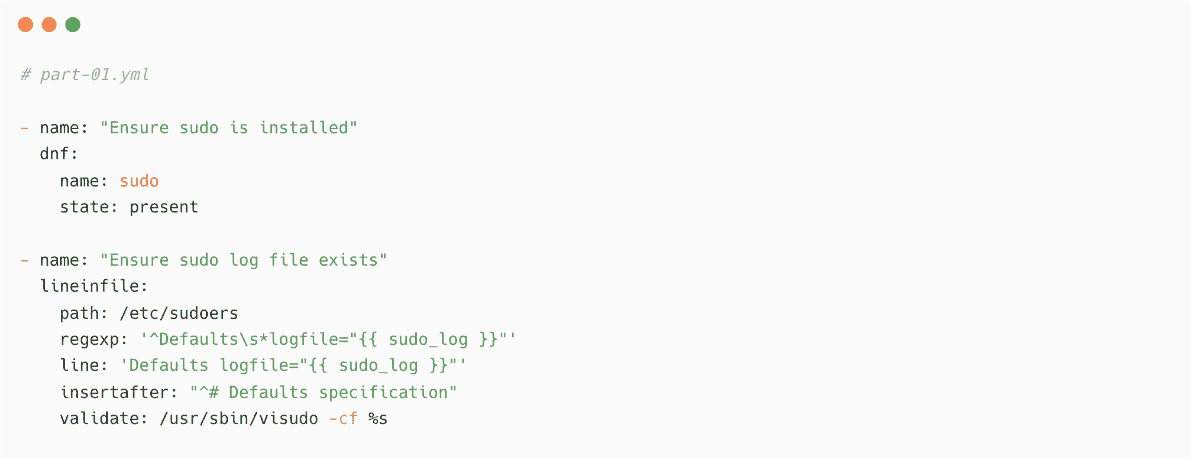 # part-01.yml
- name: "Ensure sudo is installed"
  dnf:
    name: sudo
    state: present
- name: "Ensure sudo log file exists"
  lineinfile:
    path: /etc/sudoers
    regexp: '^Defaults\s*logfile="{{ sudo_log }}"'
    line: 'Defaults logfile="{{ sudo_log }}"'
    insertafter: "^# Defaults specification"
    validate: /usr/sbin/visudo -cf %s